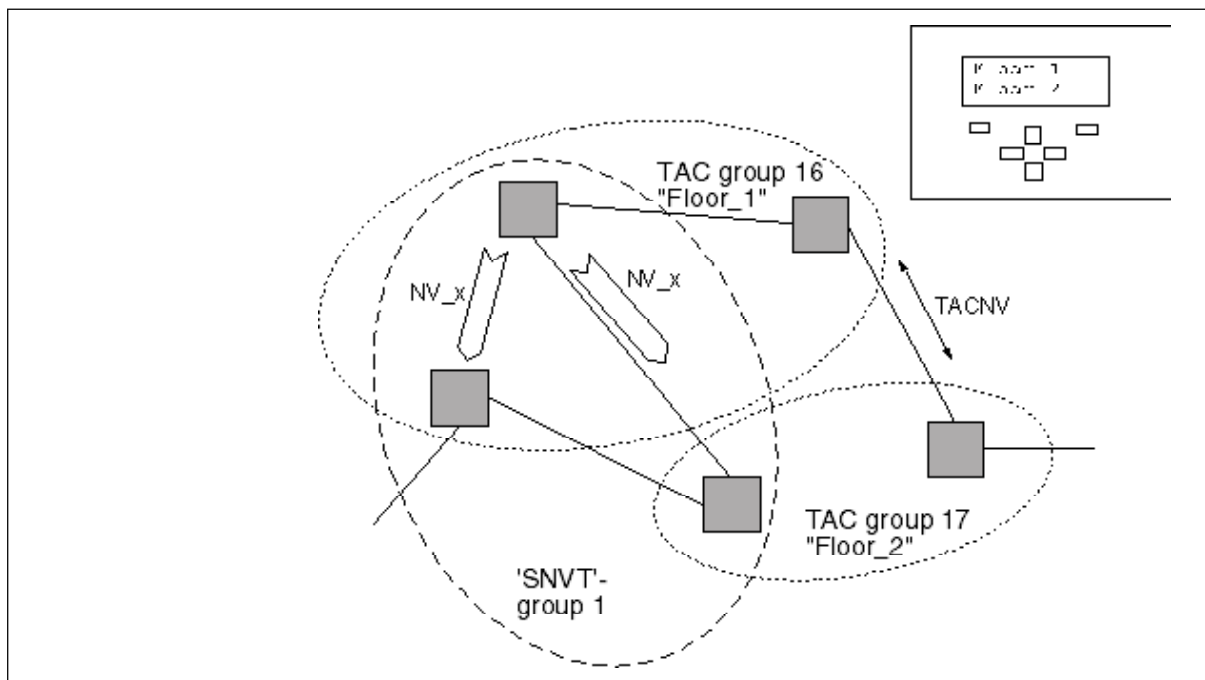 TAC group 16
"Floor_1"
NV_x
NV_x
TACNV
TAC group 17
"Floor_2"
'SNVT'-
group 1